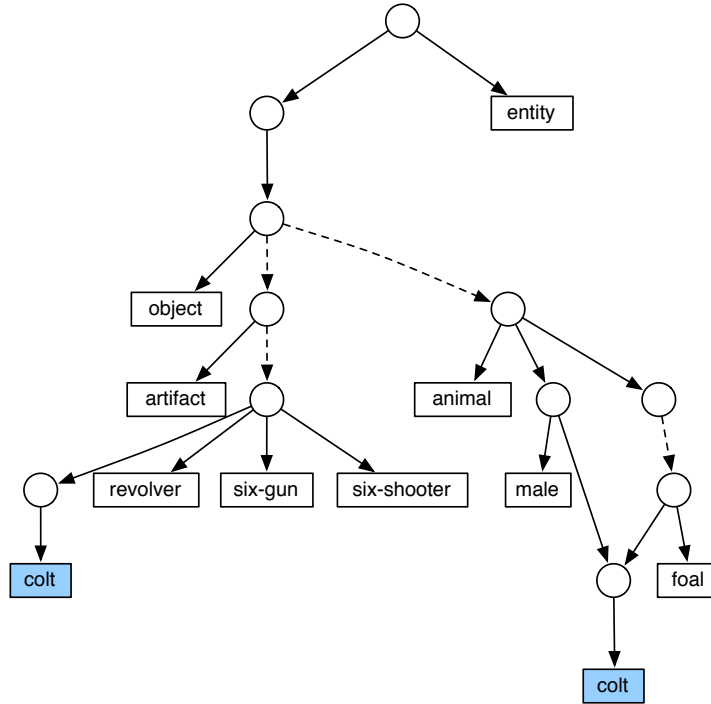 entity
object
artifact
animal
revolver
six-gun
six-shooter
male
colt
foal
colt